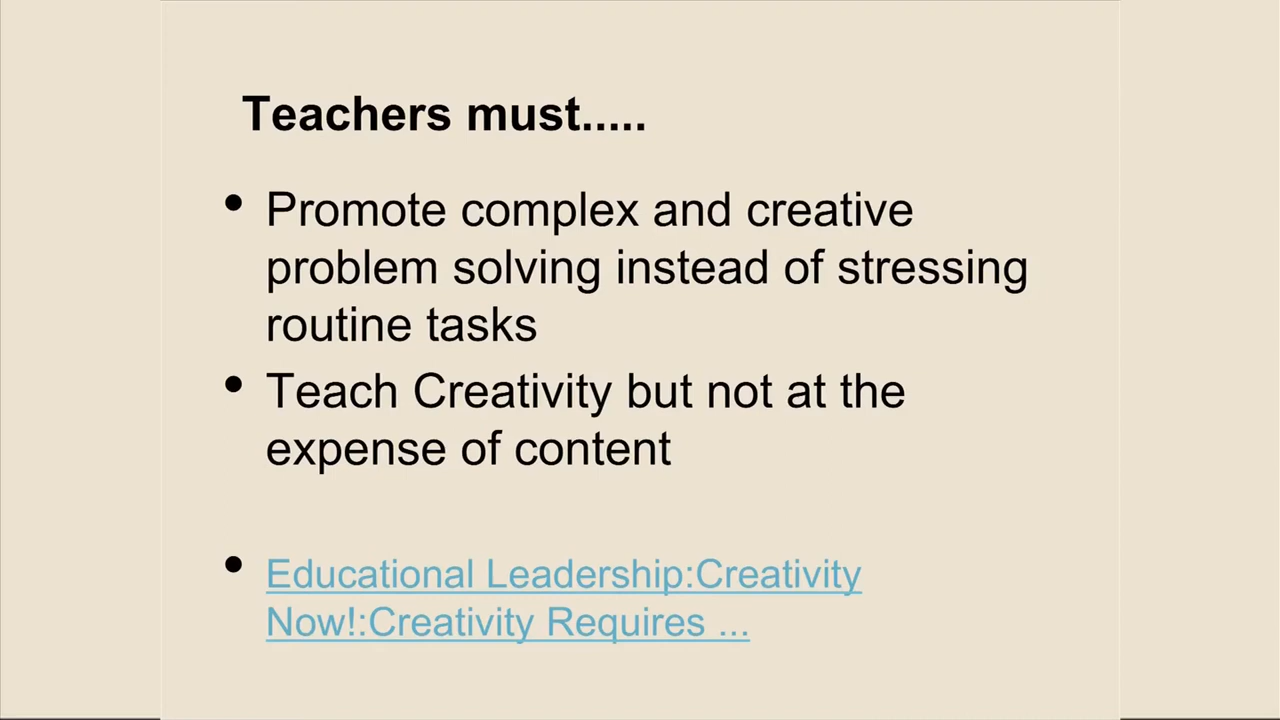 Teachers must.....
• Promote complex and creative
problem solving instead of stressing
routine tasks
• Teach Creativity but not at the
expense of content
• Educational Leadership:Creativity
Now!:Creativity Requires ...